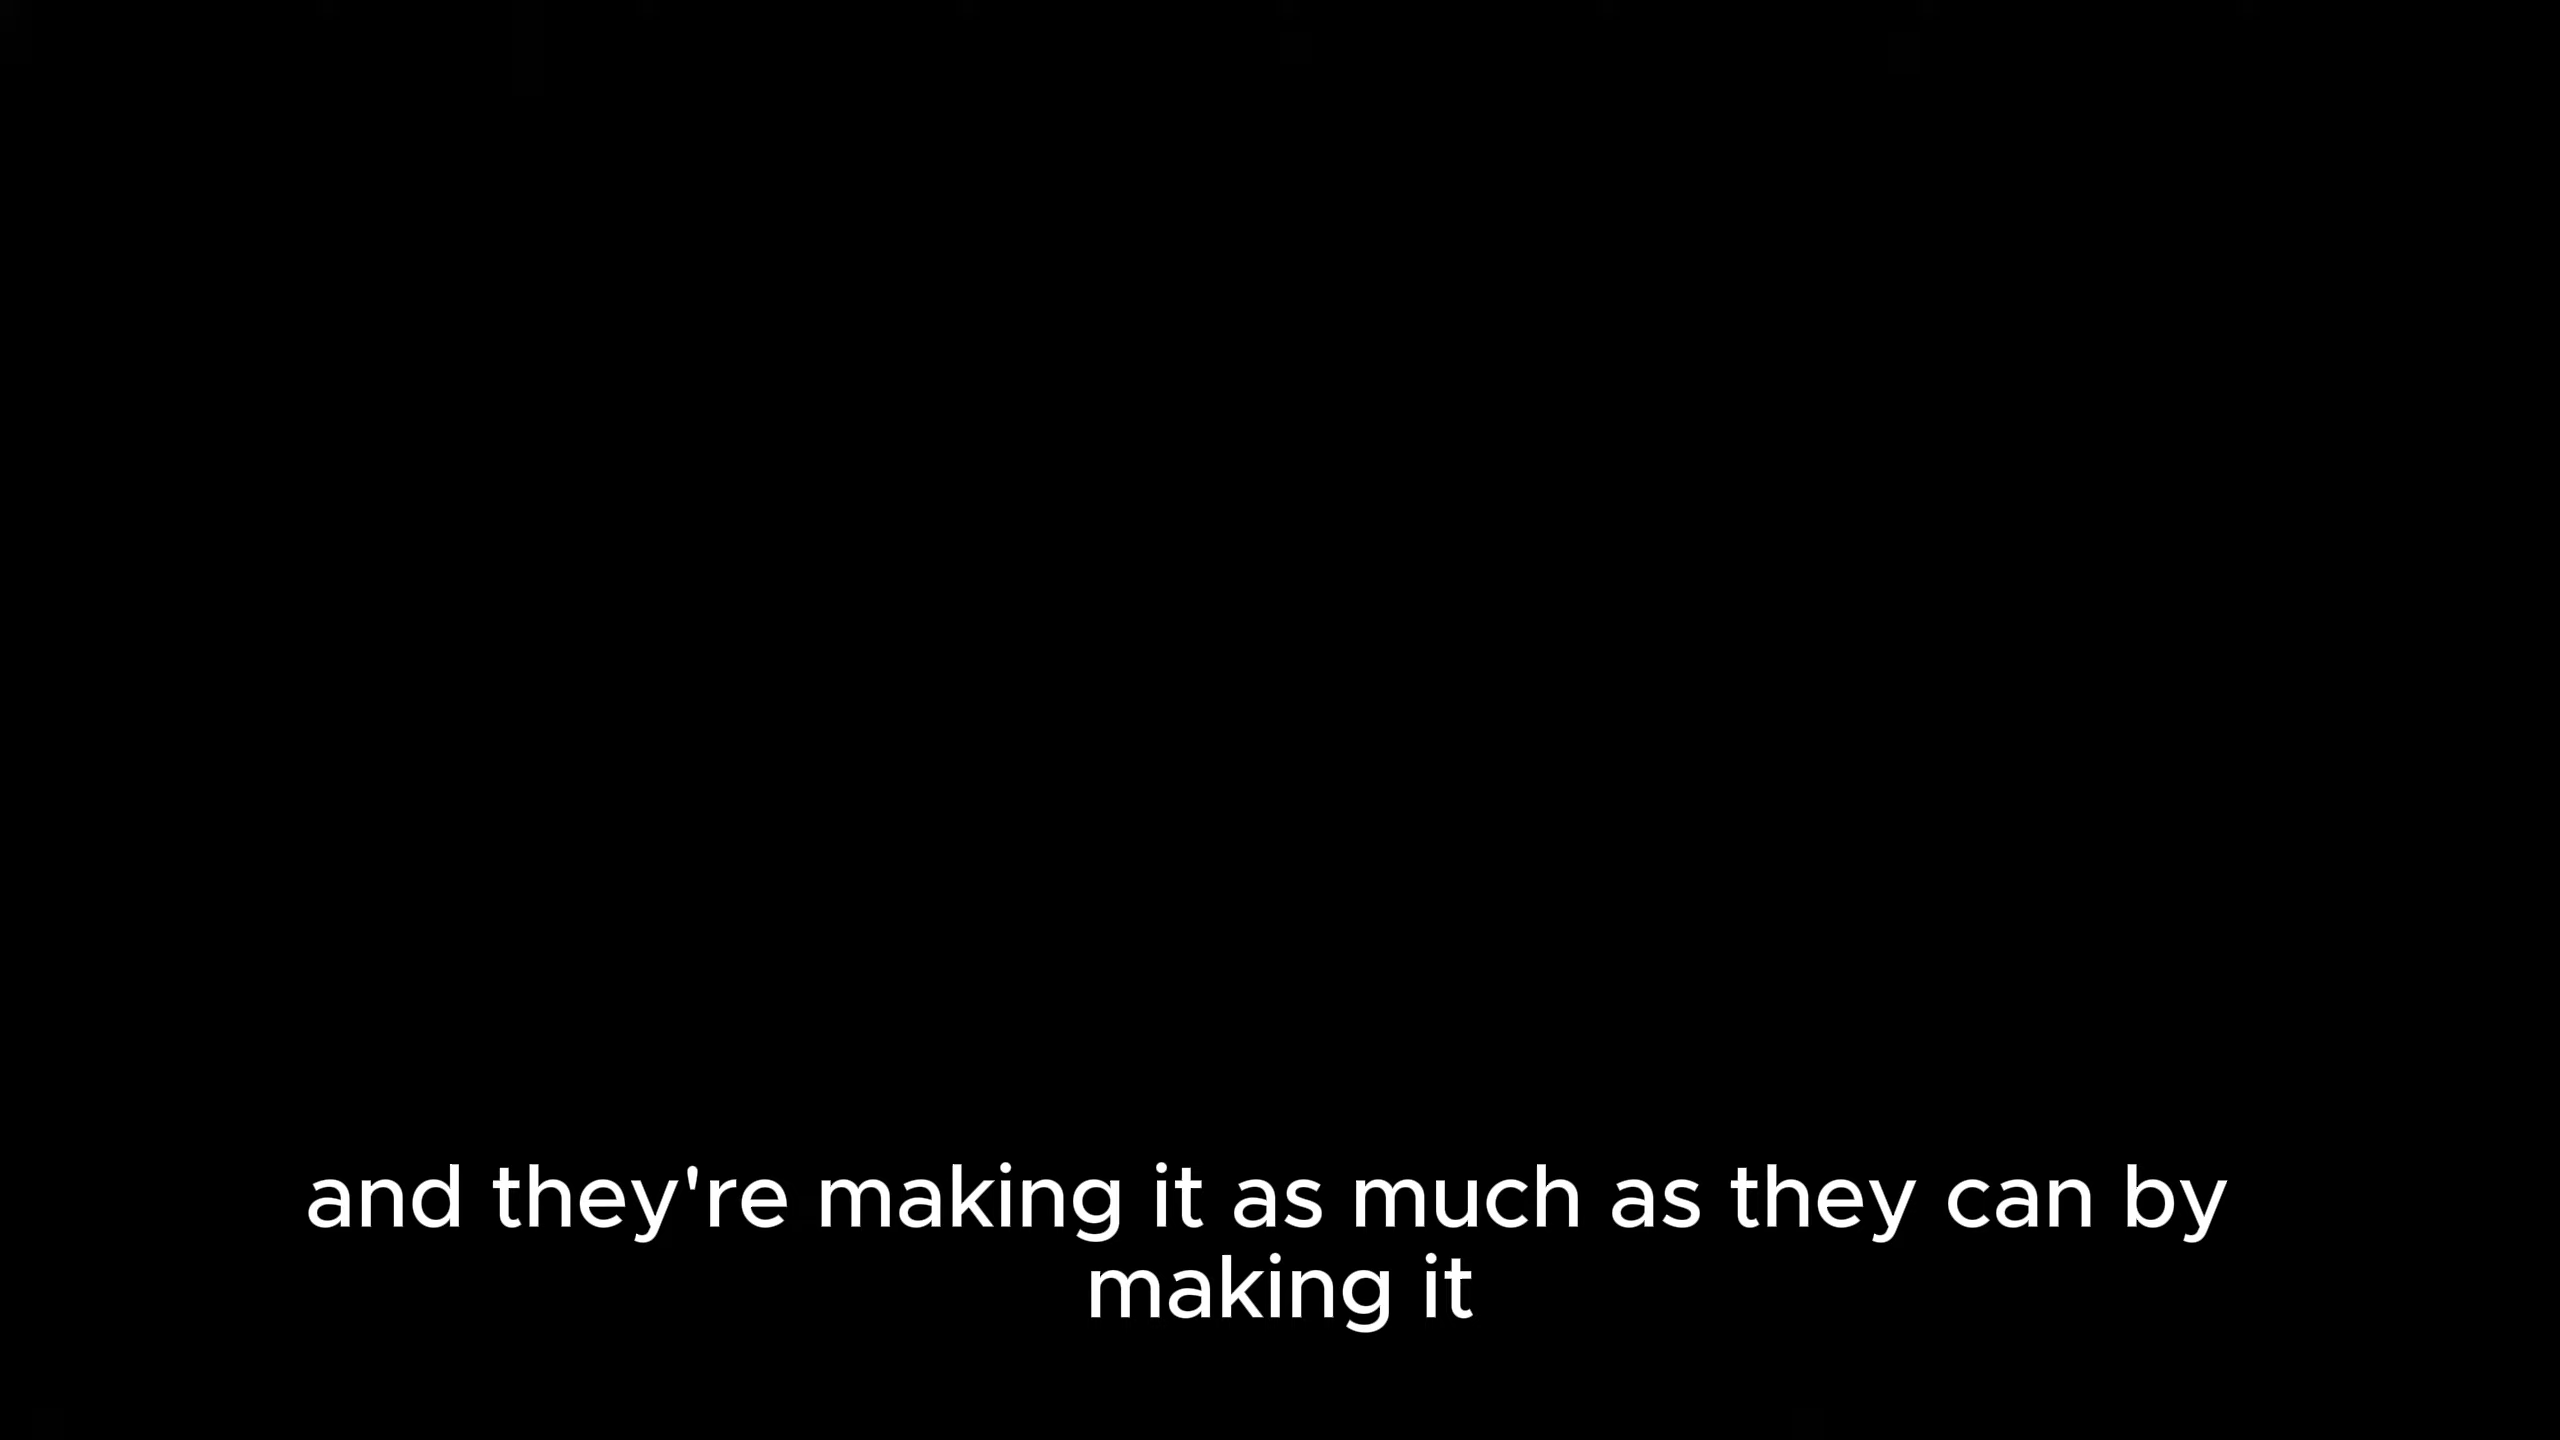 and they're making it as much as they can by
making it